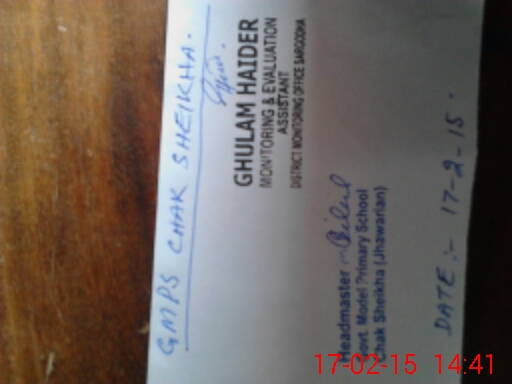 GMPS CHAK SHEIKHA.
GHULAM HAIDER
MONITORING & EVALUATION
ASSISTANT
DISTRICT MONITORING OFFICE SARGODHA
Headmaster
Govt. Model Primary School
Chak Sheikha (Jhawarian)
DATE:- 17-2-15.
17-02-15 14:41